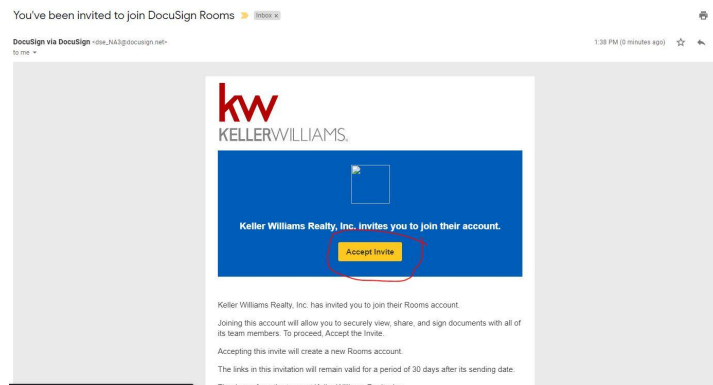 You've been invited to join DocuSign Rooms Inbox x
DocuSign via DocuSign <dse_NA3@docusign.net>
1:38 PM (0 minutes ago)
to me
kw
KELLERWILLIAMS.
Keller Williams Realty, Inc. invites you to join their account.
Accept Invite
Keller Williams Realty, Inc. has invited you to join their Rooms account.
Joining this account will allow you to securely view, share, and sign documents with all of
its team members. To proceed, Accept the Invite.
Accepting this invite will create a new Rooms account.
The links in this invitation will remain valid for a period of 30 days after its sending date.